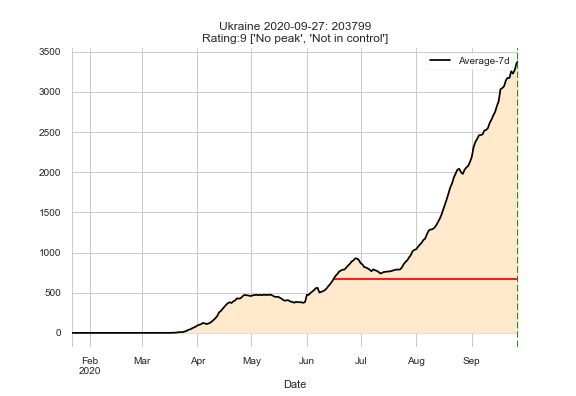 Ukraine 2020-09-27: 203799
Rating:9 ['No peak', 'Not in control']
Average-7d
3500
3000
2500
2000
1500
1000
500
0
Feb Mar Apr May Jun Jul Aug Sep
2020
Date